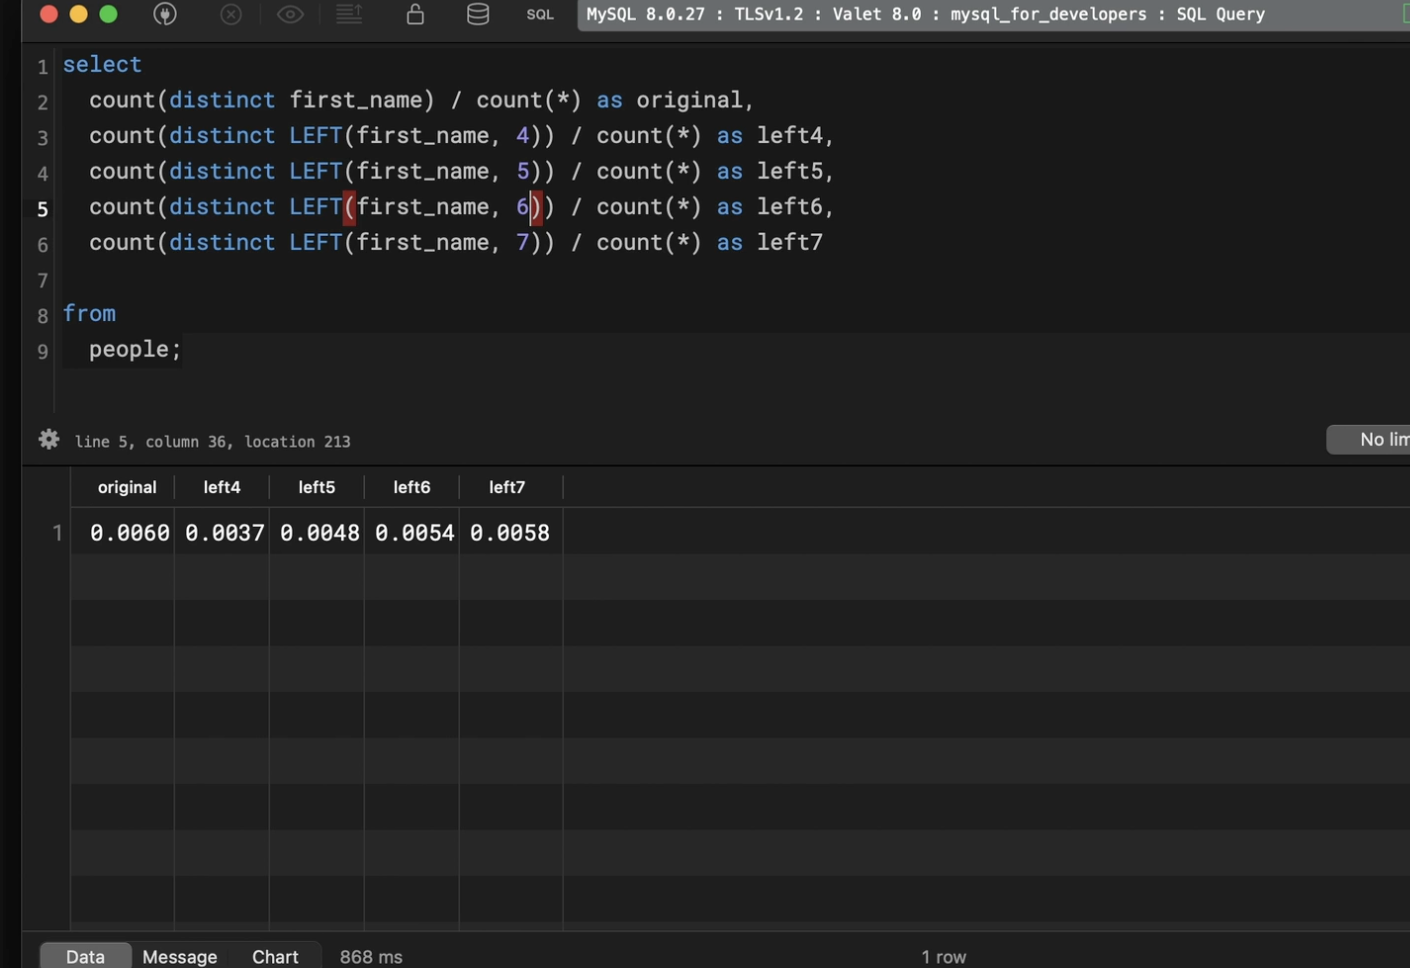 SQL MySQL 8.0.27 : TLSv1.2 : Valet 8.0 : mysql_for_developers : SQL Query
1 select
2 count(distinct first_name) / count(*) as original,
3 count(distinct LEFT(first_name, 4)) / count(*) as left4,
4 count(distinct LEFT(first_name, 5)) / count(*) as left5,
5 count(distinct LEFT(first_name, 6)) / count(*) as left6,
6 count(distinct LEFT(first_name, 7)) / count(*) as left7
7
8 from
9 people;
line 5, column 36, location 213 No lim
original left4 left5 left6 left7
1 0.0060 0.0037 0.0048 0.0054 0.0058
Data Message Chart 868 ms 1 row